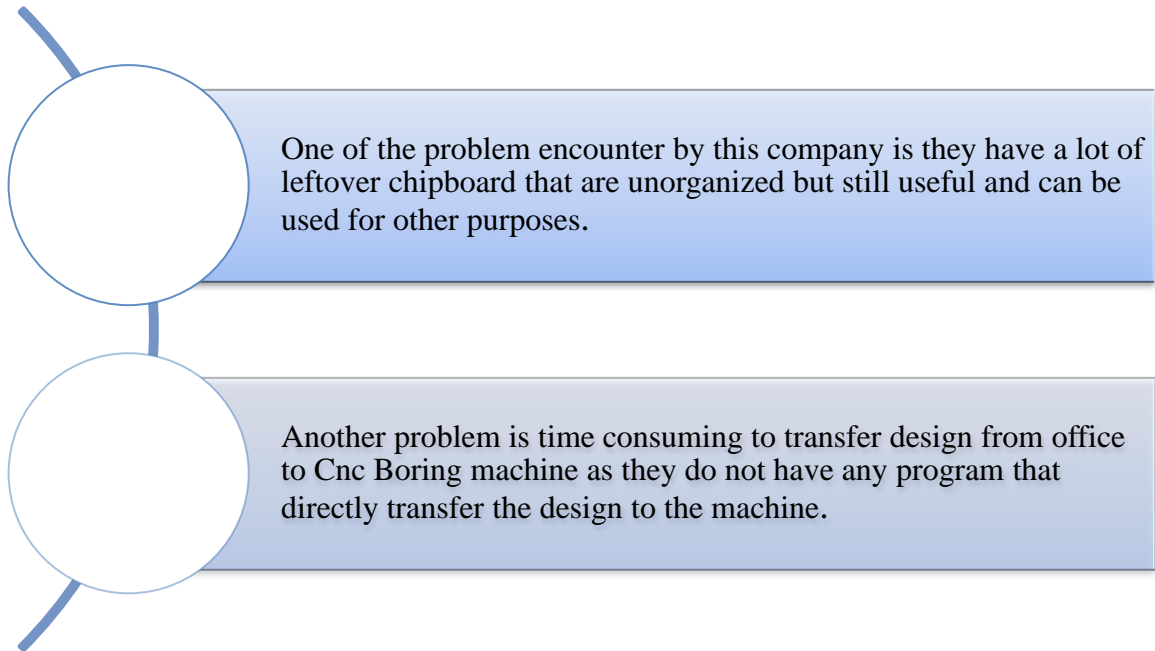 One of the problem encounter by this company is they have a lot of
leftover chipboard that are unorganized but still useful and can be
used for other purposes.
Another problem is time consuming to transfer design from office
to Cnc Boring machine as they do not have any program that
directly transfer the design to the machine.